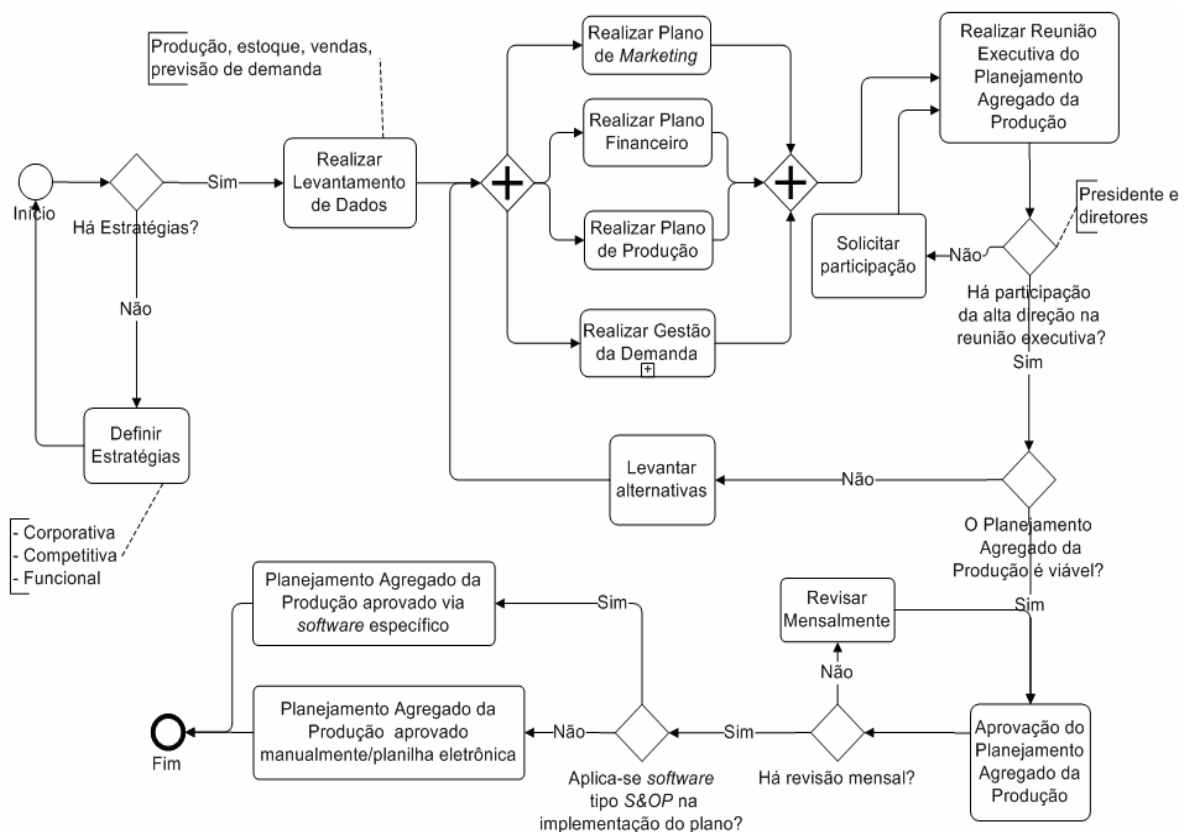 Produção, estoque, vendas,
previsão de demanda
Início
Há Estratégias?
Sim
Não
Definir
Estratégias
- Corporativa
- Competitiva
- Funcional
Realizar
Levantamento
de Dados
Realizar Plano
de Marketing
Realizar Plano
Financeiro
Realizar Plano
de Produção
Realizar Gestão
da Demanda
Realizar Reunião
Executiva do
Planejamento
Agregado da
Produção
Presidente e
diretores
Solicitar
participação
Não
Há participação
da alta direção na
reunião executiva?
Sim
Levantar
alternativas
Não
O Planejamento
Agregado da
Produção é viável?
Sim
Revisar
Mensalmente
Não
Aprovação do
Planejamento
Agregado da
Produção
Há revisão mensal?
Sim
Aplica-se software
tipo S&OP na
implementação do plano?
Sim
Não
Planejamento Agregado da
Produção aprovado via
software específico
Planejamento Agregado da
Produção aprovado
manualmente/planilha eletrônica
Fim